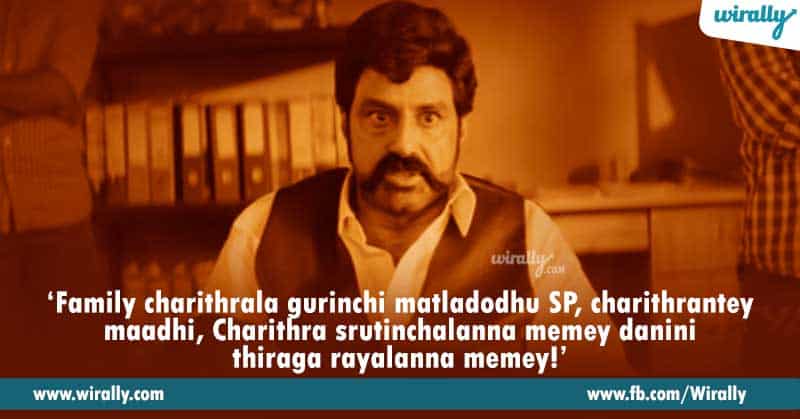 wirally
wirally.com
‘Family charithrala gurinchi matladodhu SP, charithrantey
maadhi, Charithra srutinchalanna memey danini
thiraga rayalanna memey!’
www.wirally.com
www.fb.com/Wirally